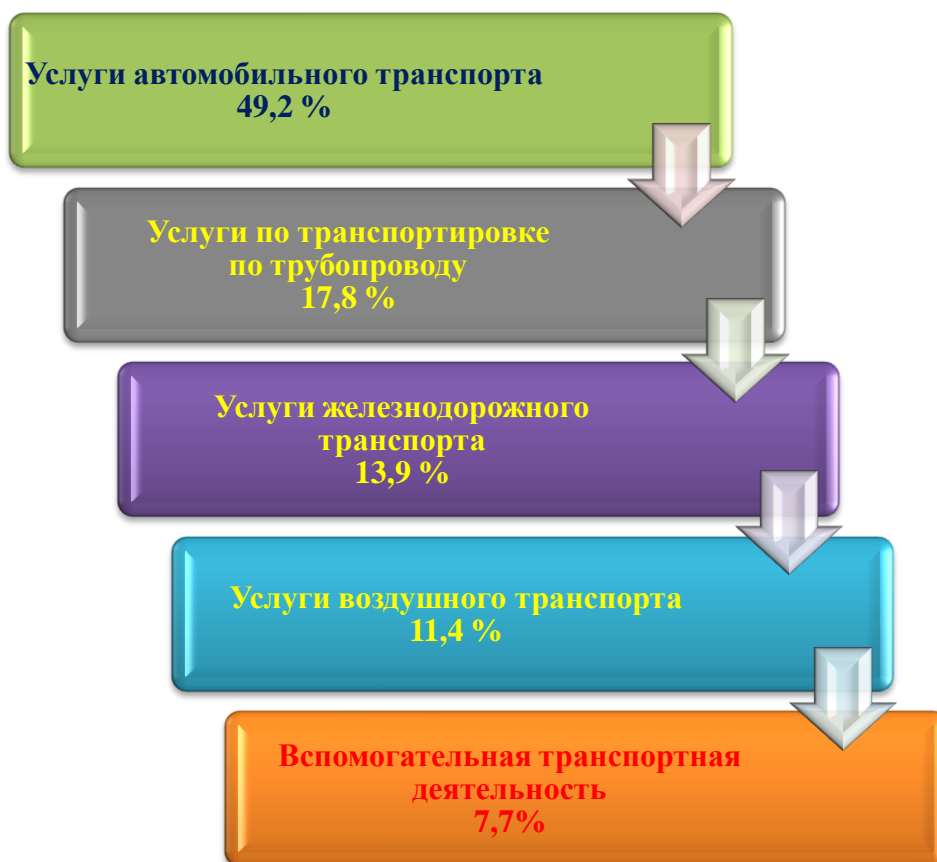 Услуги автомобильного транспорта
49,2 %
Услуги по транспортировке
по трубопроводу
17,8 %
Услуги железнодорожного
транспорта
13,9 %
Услуги воздушного транспорта
11,4 %
Вспомогательная транспортная
деятельность
7,7%